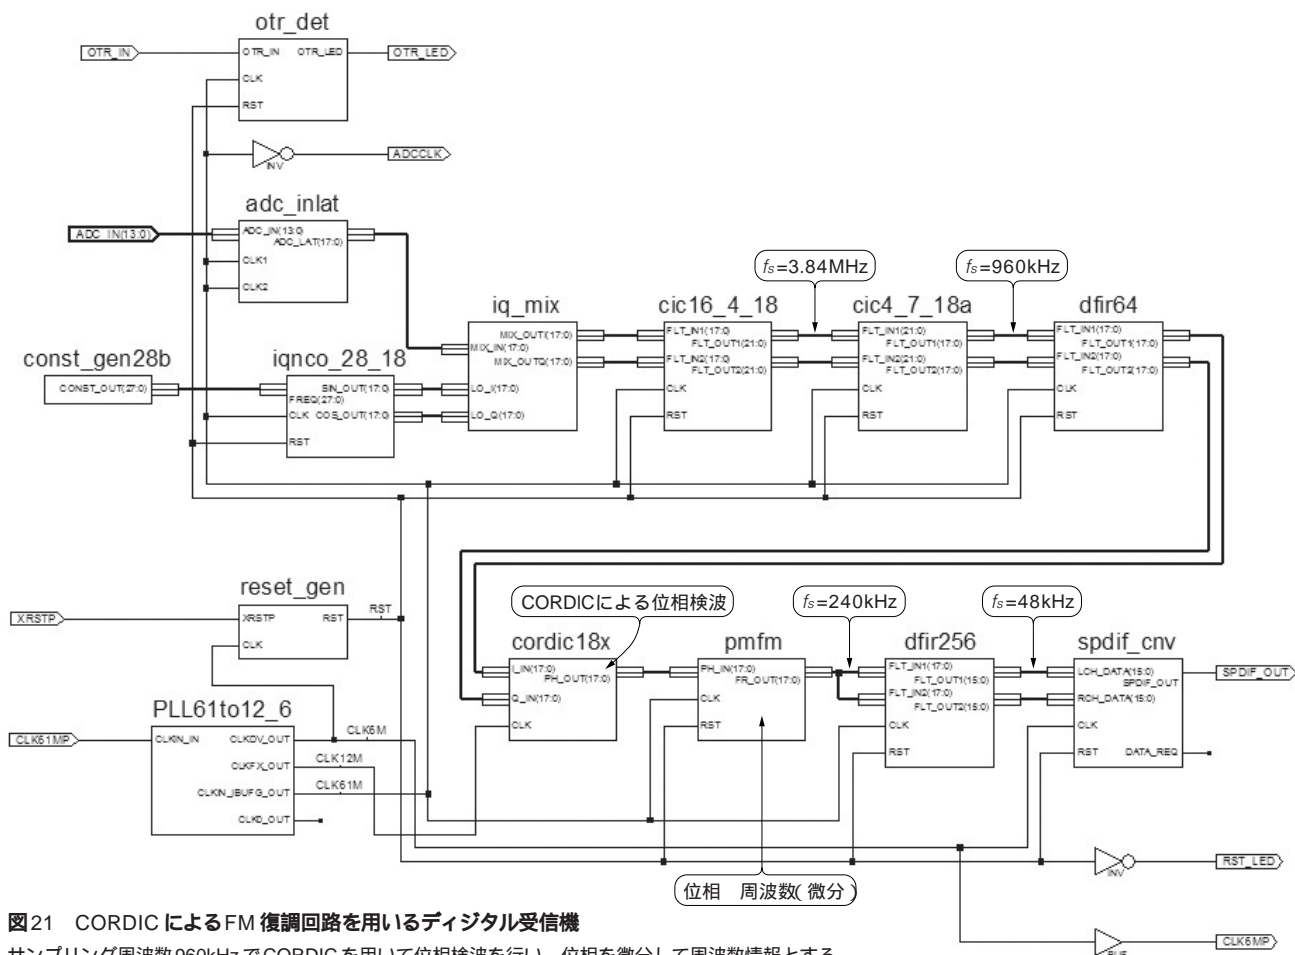 otr_det
OTR_IN
OTR_IN OTR_LED
CLK
RST
OTR_LED
INV
ADCCLK
adc_inlat
ADC_IN(13:0)
ADC_IN(13:0)
ADC_LAT(17:0)
CLK1
CLK2
const_gen28b
CONST_OUT(27:0)
iqnco_28_18
SIN_OUT(17:0)
FREQ(27:0)
CLK COS_OUT(17:0)
RST
iq_mix
MIX_OUTI(17:0)
MIX_IN(17:0)
MIX_OUTQ(17:0)
LO_I(17:0)
LO_Q(17:0)
cic16_4_18
FLT_IN1(17:0)
FLT_OUT1(21:0)
FLT_IN2(17:0)
FLT_OUT2(21:0)
CLK
RST
fs=3.84MHz
cic4_7_18a
FLT_IN1(21:0)
FLT_OUT1(17:0)
FLT_IN2(21:0)
FLT_OUT2(17:0)
CLK
RST
fs=960kHz
dfir64
FLT_IN1(17:0)
FLT_OUT1(17:0)
FLT_IN2(17:0)
FLT_OUT2(17:0)
CLK
RST
reset_gen
XRSTP
XRSTP RST
CLK
RST
PLL61to12_6
CLK61MP
CLKIN_IN CLKDV_OUT
CLKFX_OUT
CLKIN_IBUFG_OUT
CLK0_OUT
CLK6M
CLK12M
CLK61M
CORDICによる位相検波
cordic18x
I_IN(17:0)
PH_OUT(17:0)
Q_IN(17:0)
CLK
pmfm
PH_IN(17:0)
FR_OUT(17:0)
CLK
RST
位相 周波数(微分)
fs=240kHz
dfir256
FLT_IN1(17:0)
FLT_OUT1(15:0)
FLT_IN2(17:0)
FLT_OUT2(15:0)
CLK
RST
fs=48kHz
spdif_cnv
LCH_DATA(15:0)
SPDIF_OUT
RCH_DATA(15:0)
CLK
RST DATA_REQ
SPDIF_OUT
INV
RST_LED
BUF
CLK6MP
図21 CORDICによるFM復調回路を用いるディジタル受信機
サンプリング周波数960kHzでCORDICを用いて位相検波を行い，位相を微分して周波数情報とする